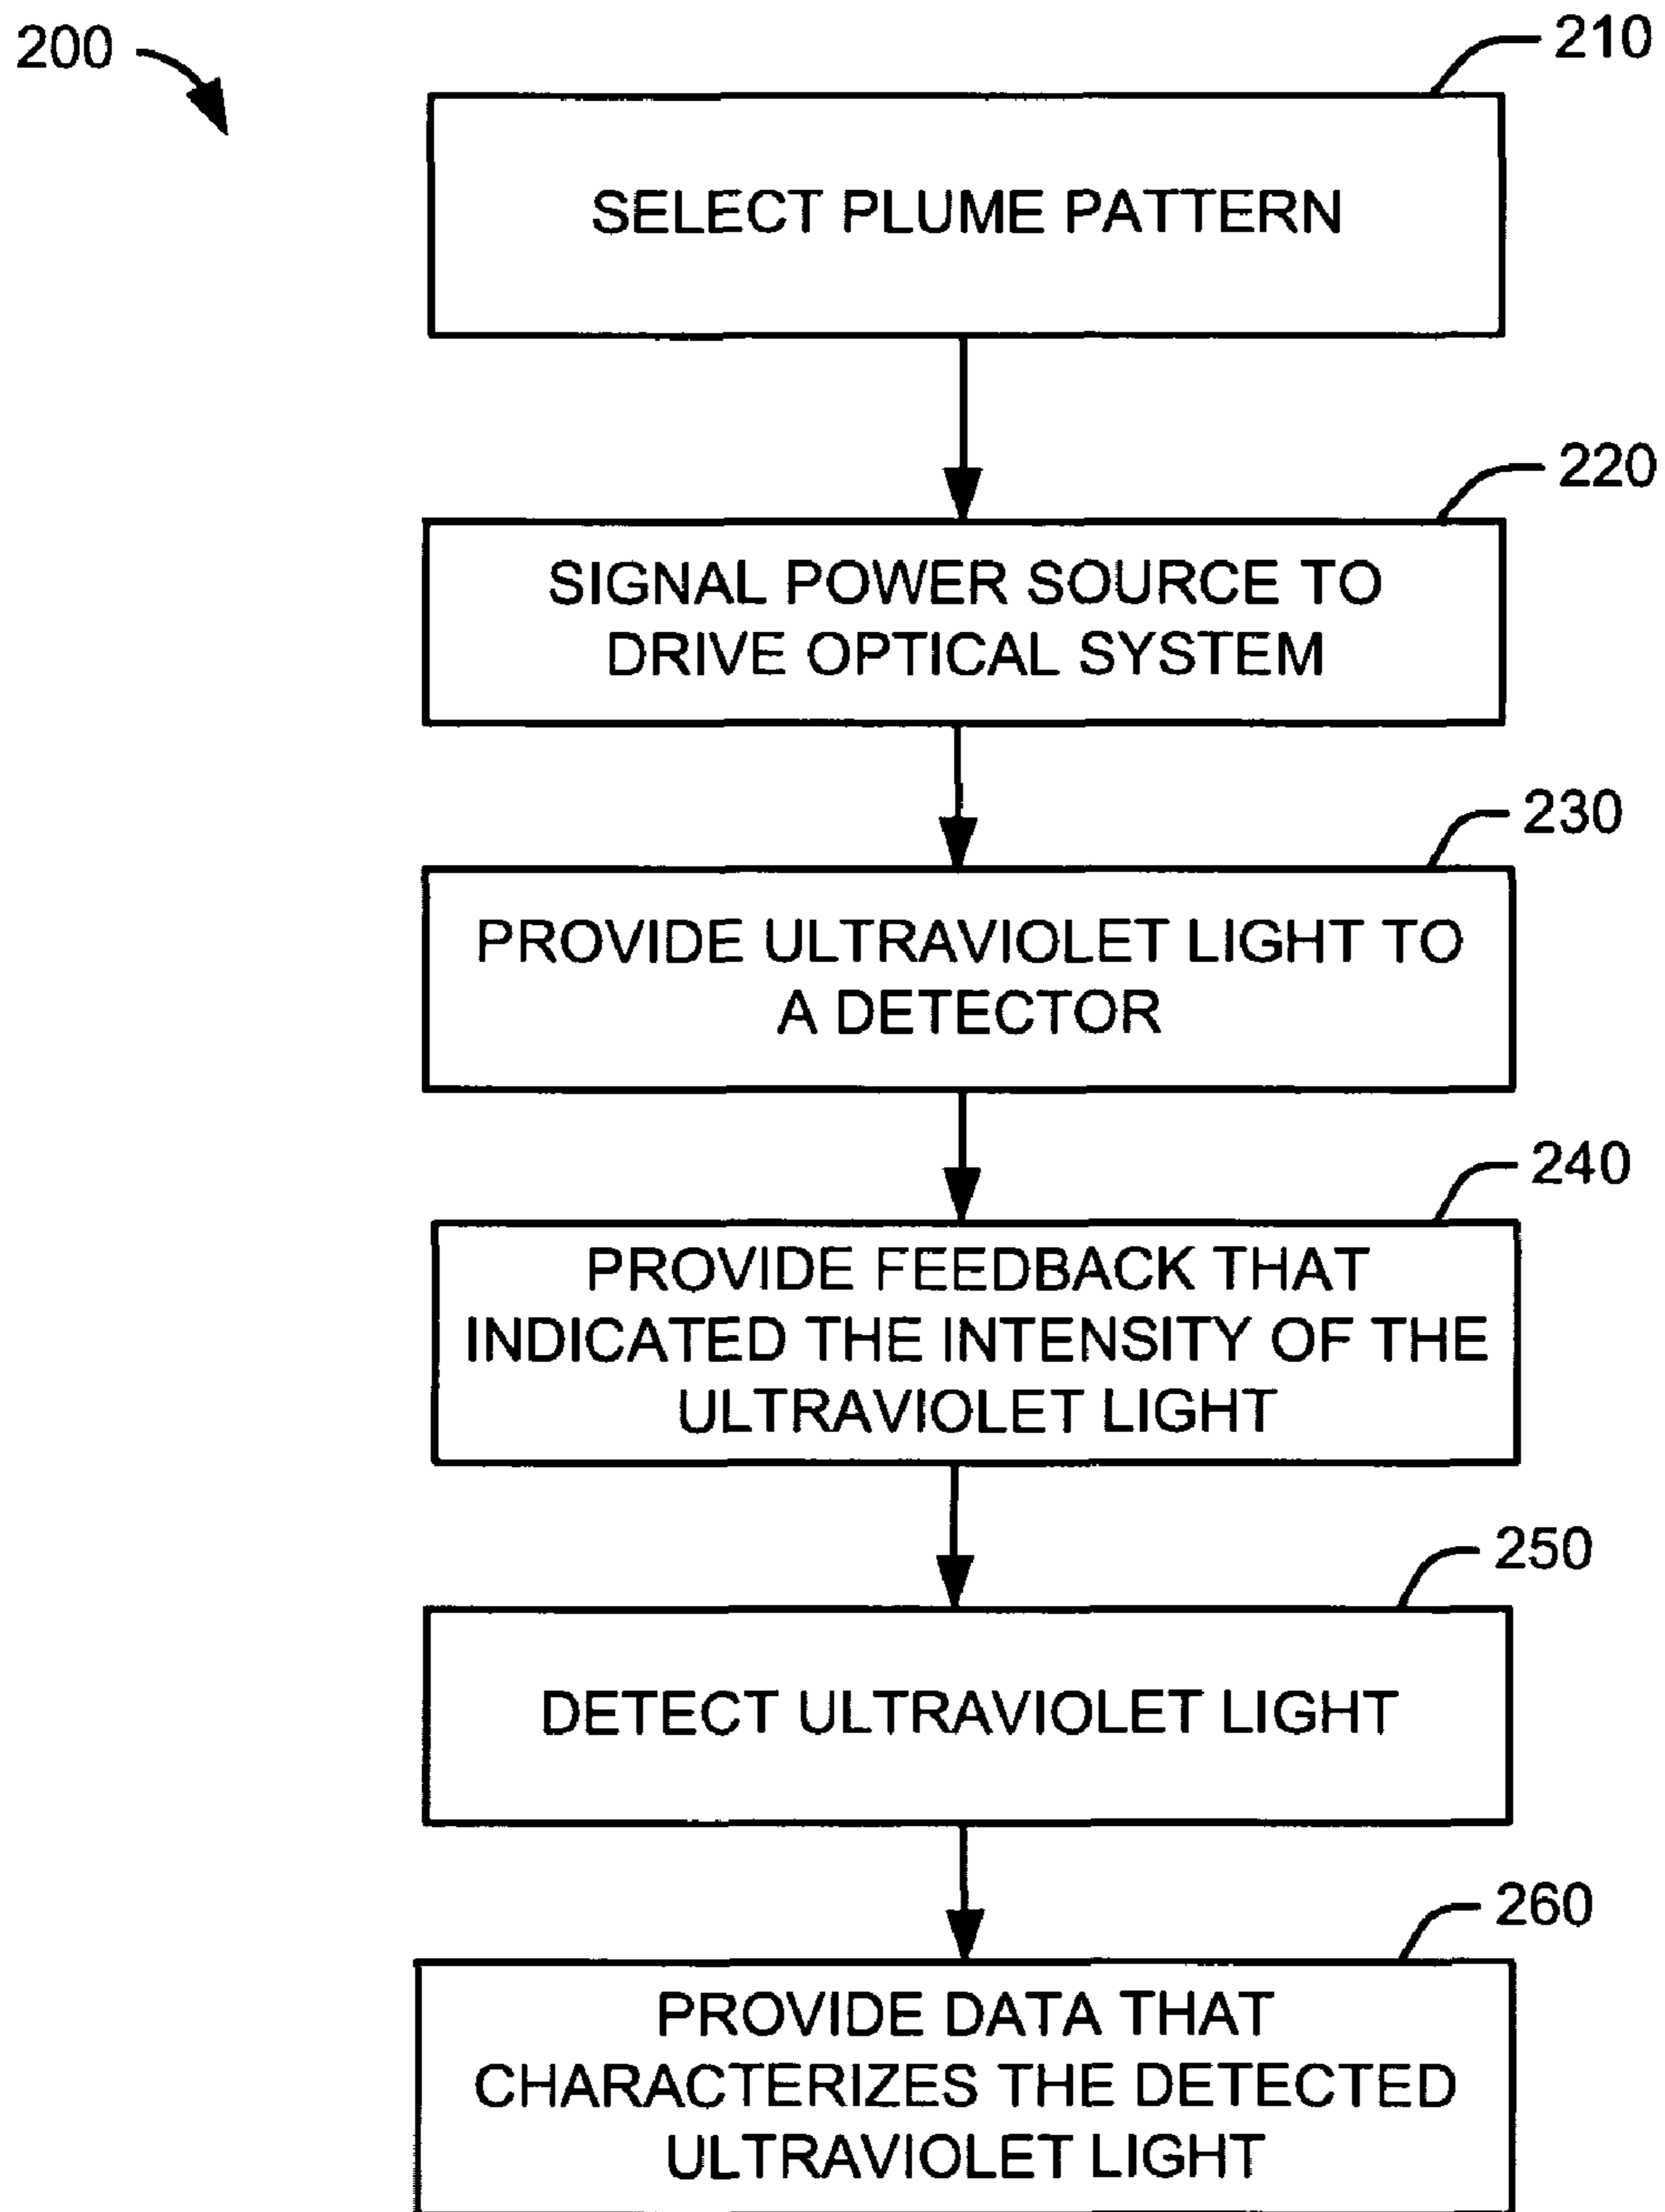 200
210
SELECT PLUME PATTERN
220
SIGNAL POWER SOURCE TO
DRIVE OPTICAL SYSTEM
230
PROVIDE ULTRAVIOLET LIGHT TO
A DETECTOR
240
PROVIDE FEEDBACK THAT
INDICATED THE INTENSITY OF THE
ULTRAVIOLET LIGHT
250
DETECT ULTRAVIOLET LIGHT
260
PROVIDE DATA THAT
CHARACTERIZES THE DETECTED
ULTRAVIOLET LIGHT